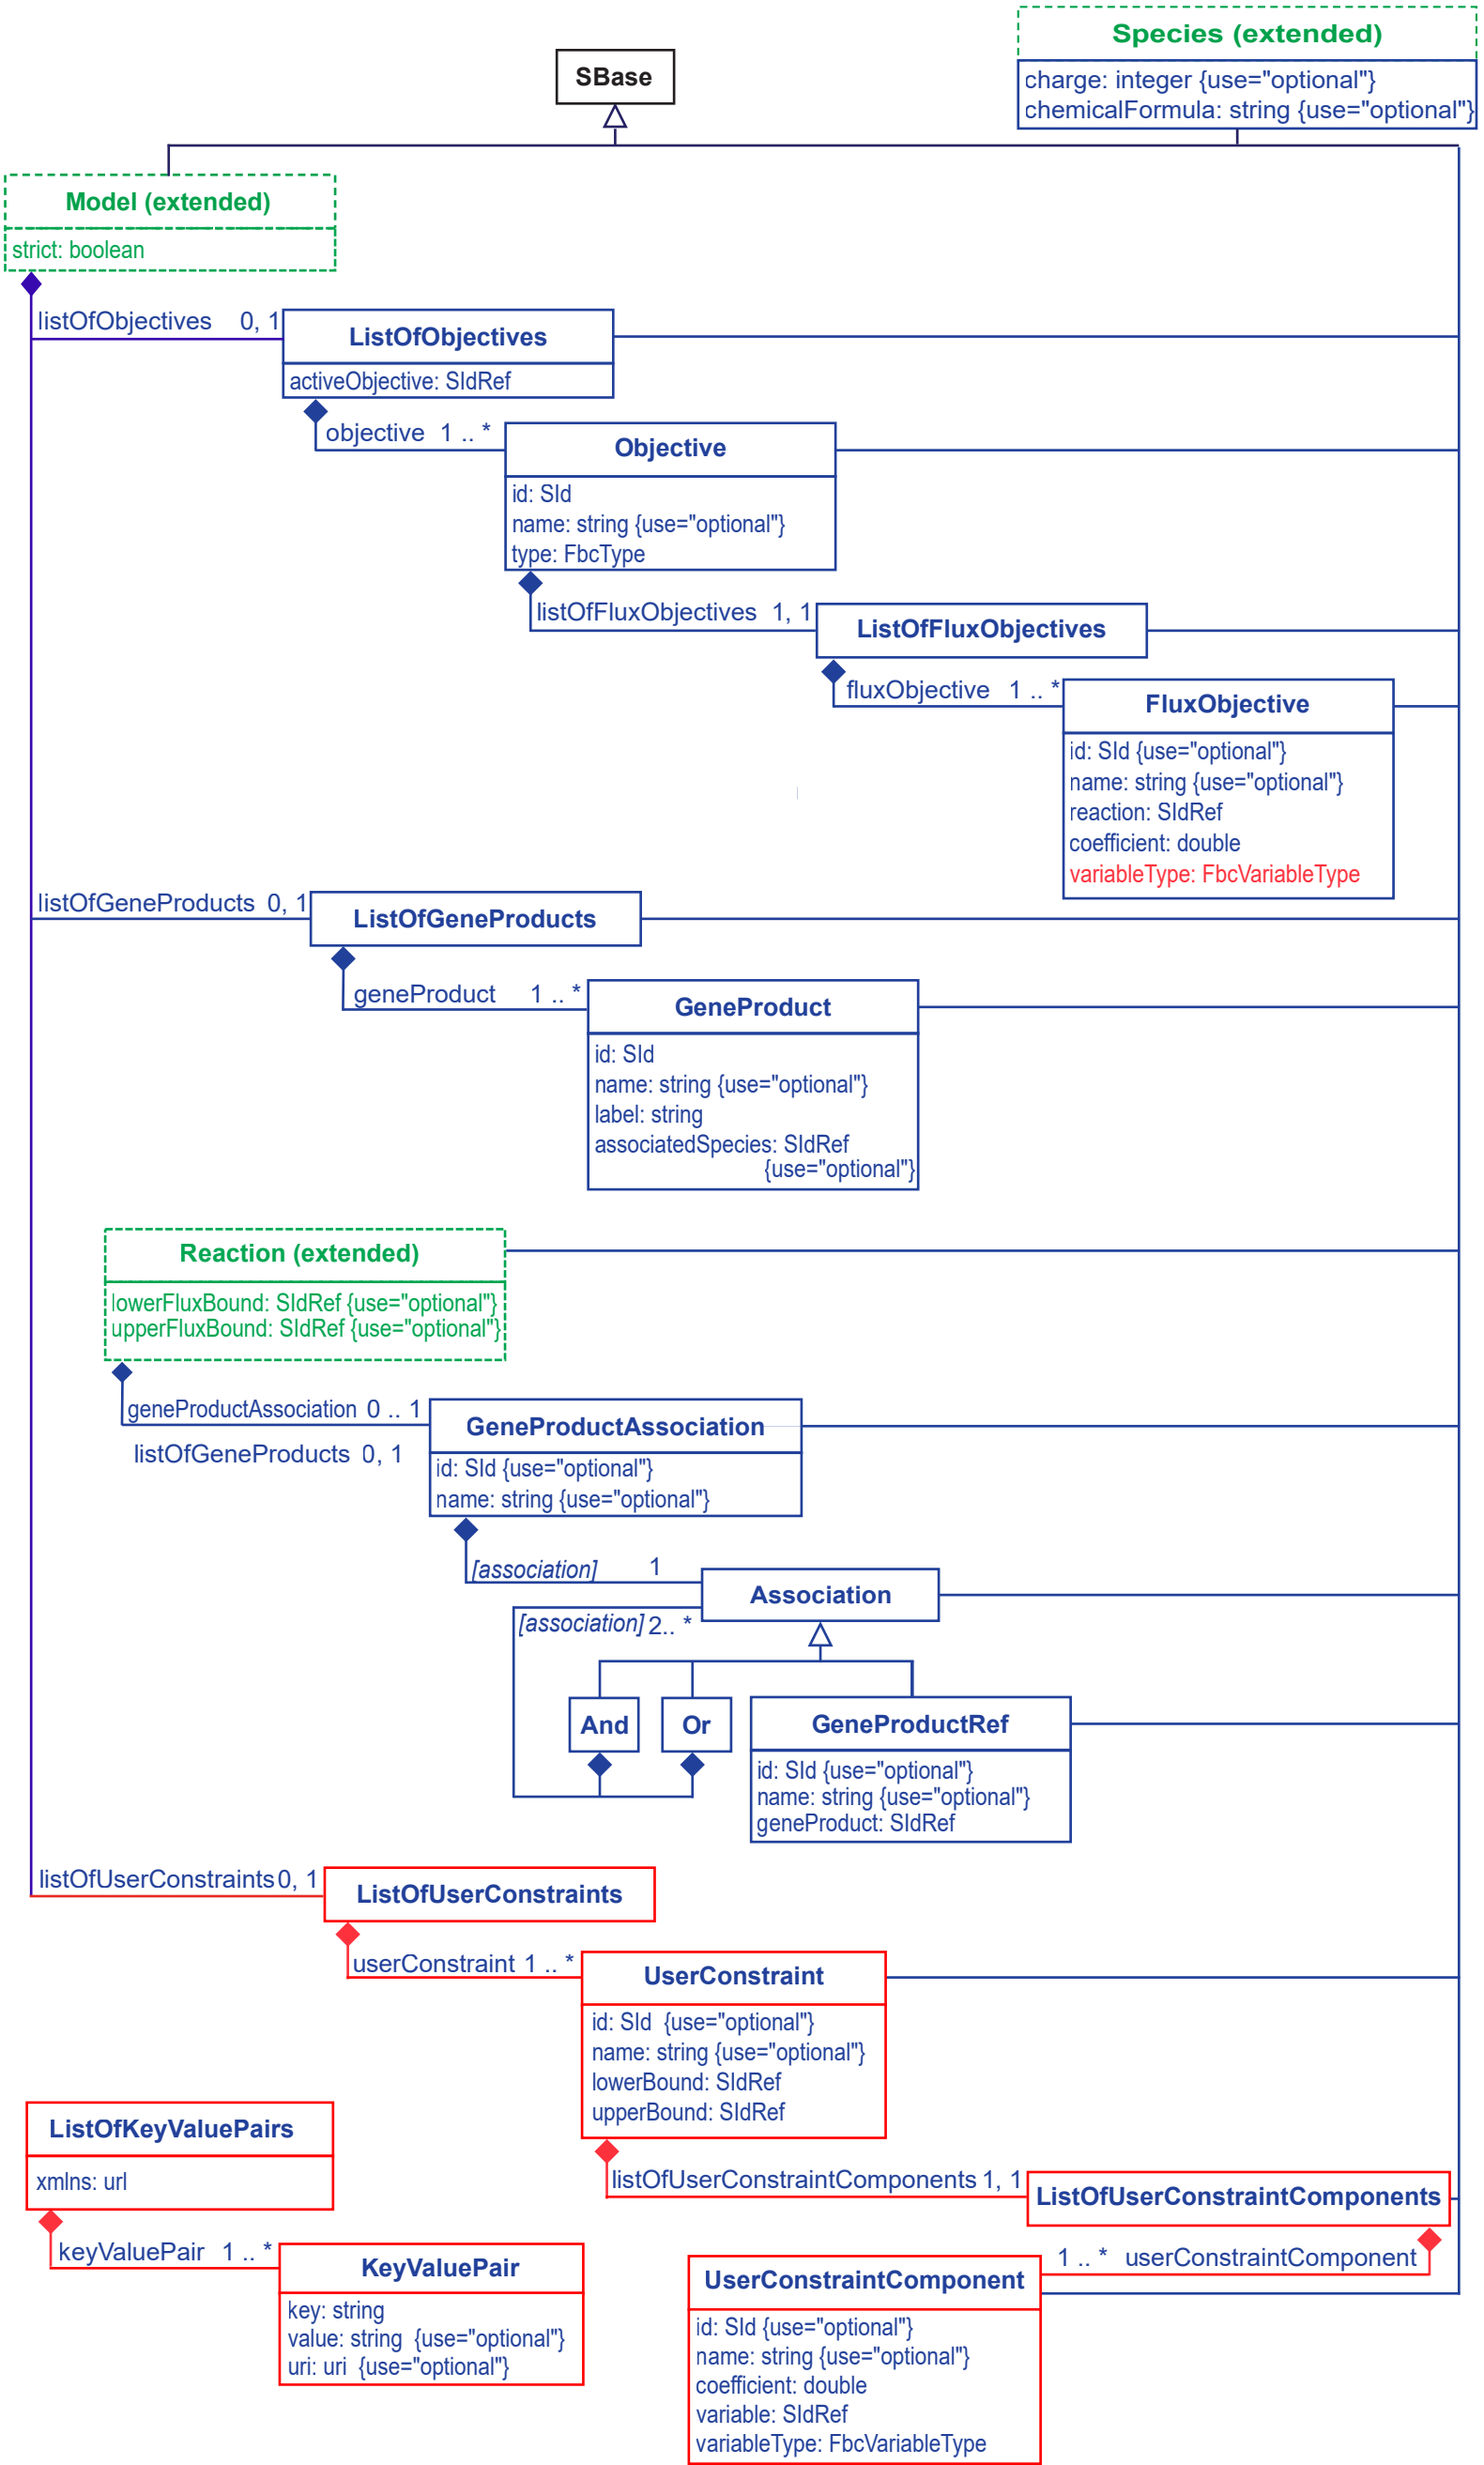 Species (extended)
charge: integer {use="optional"}
chemicalFormula: string {use="optional"}
SBase
Model (extended)
strict: boolean
listOfObjectives 0, 1
ListOfObjectives
activeObjective: SIdRef
objective 1 .. *
Objective
id: SId
name: string {use="optional"}
type: FbcType
listOfFluxObjectives 1, 1
ListOfFluxObjectives
fluxObjective 1 .. *
FluxObjective
id: SId {use="optional"}
name: string {use="optional"}
reaction: SIdRef
coefficient: double
variableType: FbcVariableType
listOfGeneProducts 0, 1
ListOfGeneProducts
geneProduct 1 .. *
GeneProduct
id: SId
name: string {use="optional"}
label: string
associatedSpecies: SIdRef
{use="optional"}
Reaction (extended)
lowerFluxBound: SIdRef {use="optional"}
upperFluxBound: SIdRef {use="optional"}
geneProductAssociation 0 .. 1
listOfGeneProducts 0, 1
GeneProductAssociation
id: SId {use="optional"}
name: string {use="optional"}
[association] 1
Association
[association] 2.. *
And
Or
GeneProductRef
id: SId {use="optional"}
name: string {use="optional"}
geneProduct: SIdRef
listOfUserConstraints 0, 1
ListOfUserConstraints
userConstraint 1 .. *
UserConstraint
id: SId {use="optional"}
name: string {use="optional"}
lowerBound: SIdRef
upperBound: SIdRef
listOfUserConstraintComponents 1, 1
ListOfUserConstraintComponents
1 .. * userConstraintComponent
UserConstraintComponent
id: SId {use="optional"}
name: string {use="optional"}
coefficient: double
variable: SIdRef
variableType: FbcVariableType
ListOfKeyValuePairs
xmlns: url
keyValuePair 1 .. *
KeyValuePair
key: string
value: string {use="optional"}
uri: uri {use="optional"}